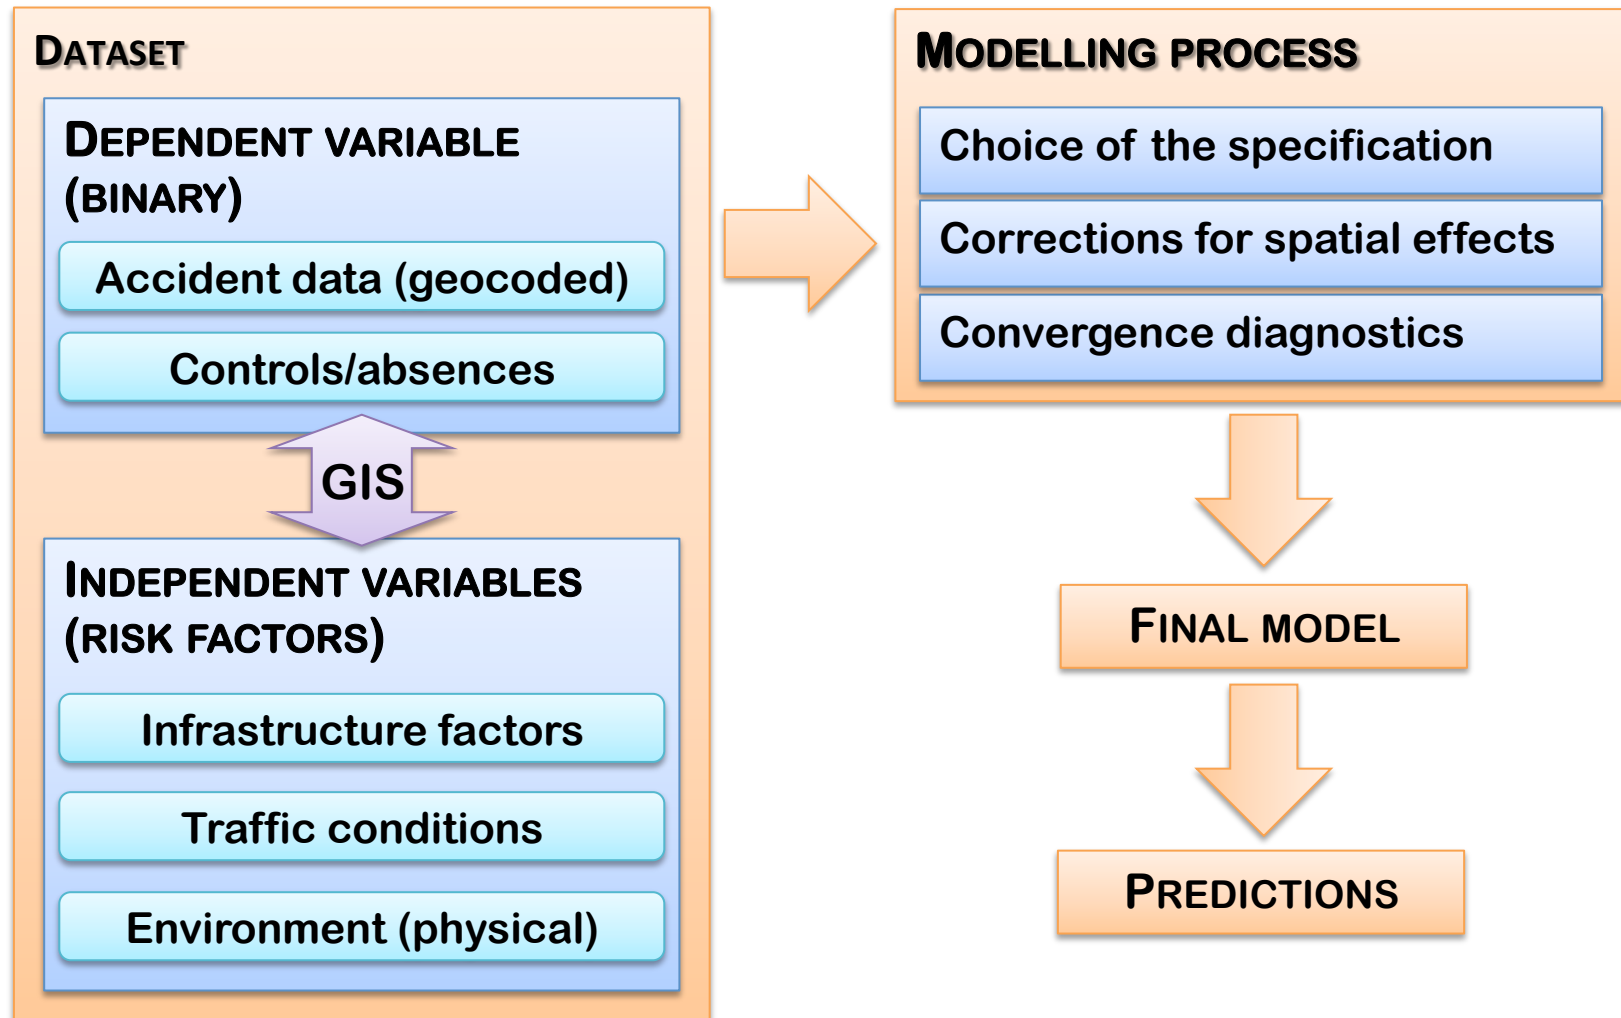 DATASET
DEPENDENT VARIABLE
(BINARY)
Accident data (geocoded)
Controls/absences
GIS
INDEPENDENT VARIABLES
(RISK FACTORS)
Infrastructure factors
Traffic conditions
Environment (physical)
MODELLING PROCESS
Choice of the specification
Corrections for spatial effects
Convergence diagnostics
FINAL MODEL
PREDICTIONS